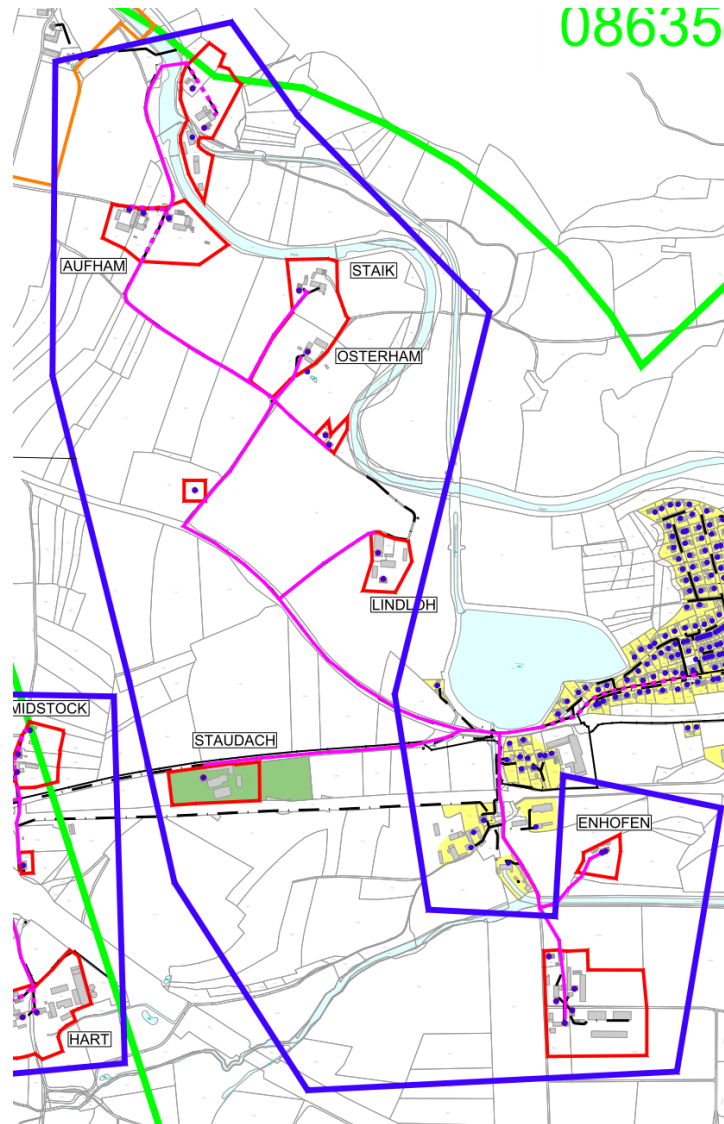 08635
STAIK
AUFHAM
OSTERHAM
LINDLOH
MIDSTOCK
STAUDACH
ENHOFEN
HART